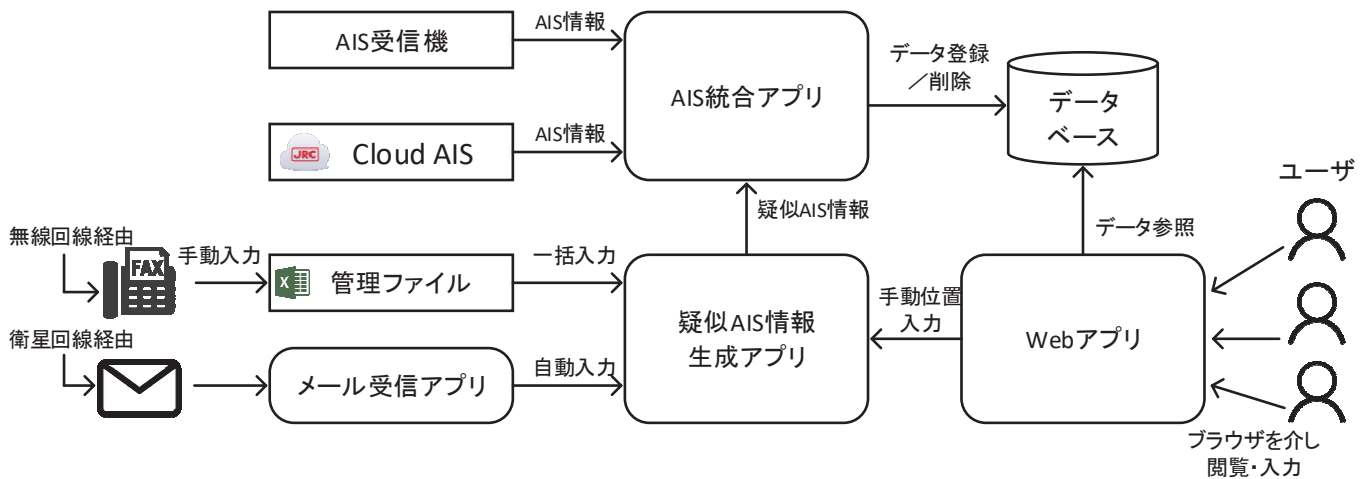 AIS受信機
AIS情報
AIS統合アプリ
データ登録
／削除
データ
ベース
JRC
Cloud AIS
AIS情報
ユーザ
疑似AIS情報
データ参照
無線回線経由
FAX
手動入力
X
管理ファイル
一括入力
疑似AIS情報
生成アプリ
手動位置
入力
Webアプリ
衛星回線経由
メール受信アプリ
自動入力
ブラウザを介し
閲覧・入力